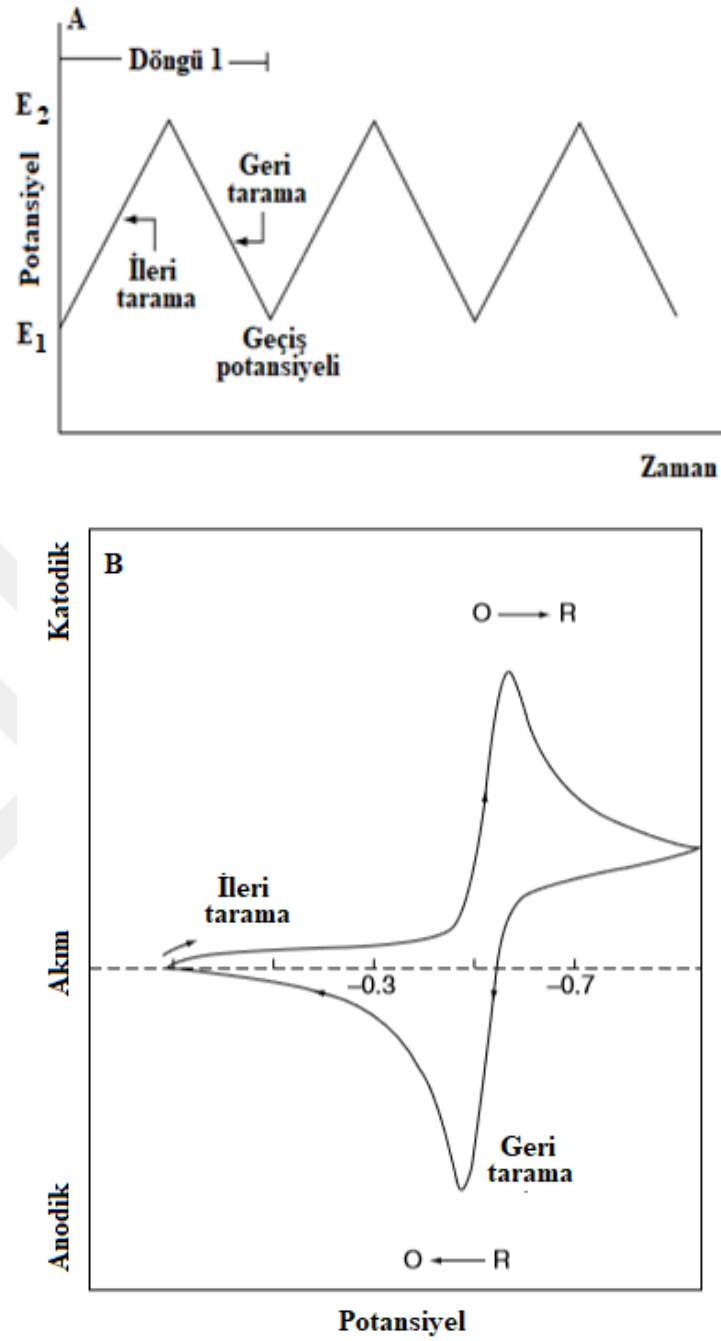 A
Döngü 1
E2
Potansiyel
Geri
tarama
İleri
tarama
E1
Geçiş
potansiyeli
Zaman
B
Katodik
O → R
İleri
tarama
Akım
−0.3
−0.7
Geri
tarama
Anodik
O ← R
Potansiyel